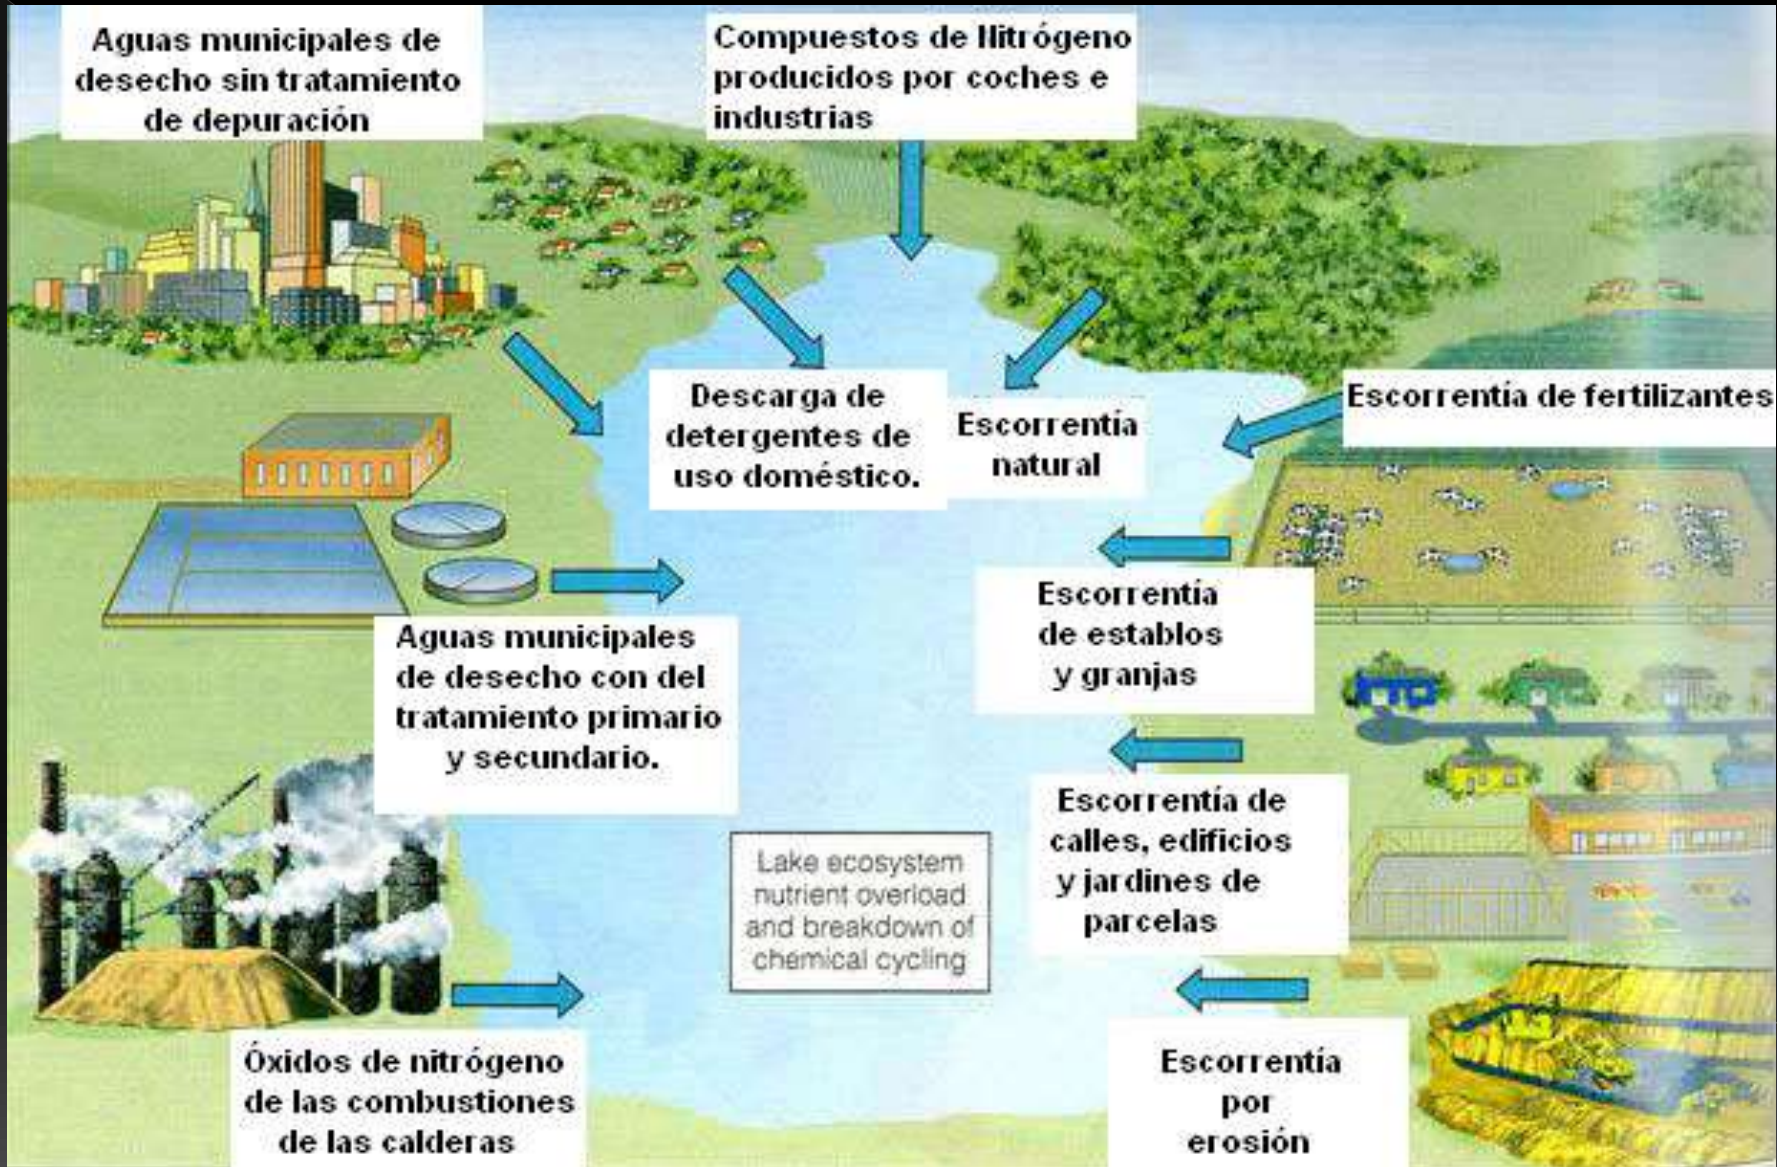 Aguas municipales de
desecho sin tratamiento
de depuración
Compuestos de Nitrógeno
producidos por coches e
industrias
Descarga de
detergentes de
uso doméstico.
Escorrentía
natural
Escorrentía de fertilizantes
Escorrentía
de establos
y granjas
Aguas municipales
de desecho con del
tratamiento primario
y secundario.
Escorrentía de
calles, edificios
y jardines de
parcelas
Lake ecosystem
nutrient overload
and breakdown of
chemical cycling
Óxidos de nitrógeno
de las combustiones
de las calderas
Escorrentía
por
erosión